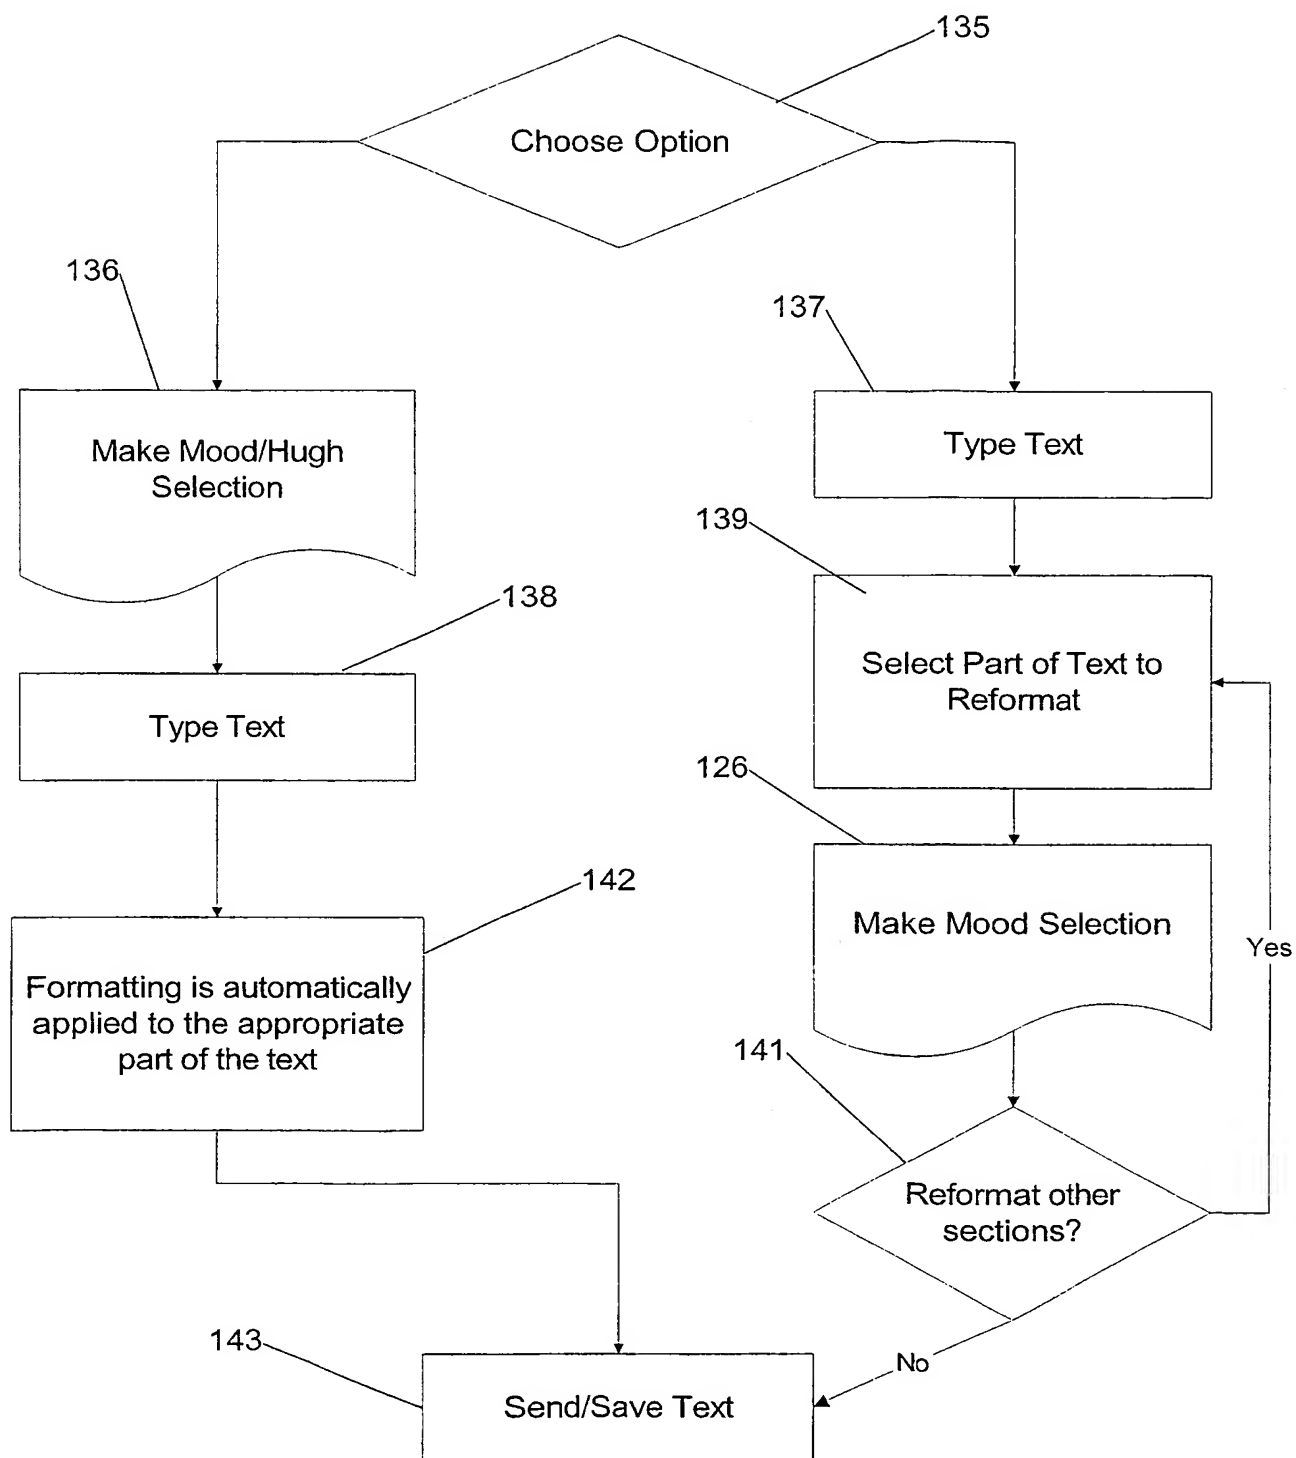 135
Choose Option
136
137
Make Mood/Hugh
Selection
Type Text
139
138
Select Part of Text to
Reformat
Type Text
126
142
Make Mood Selection
Yes
Formatting is automatically
applied to the appropriate
part of the text
141
Reformat other
sections?
143
No
Send/Save Text